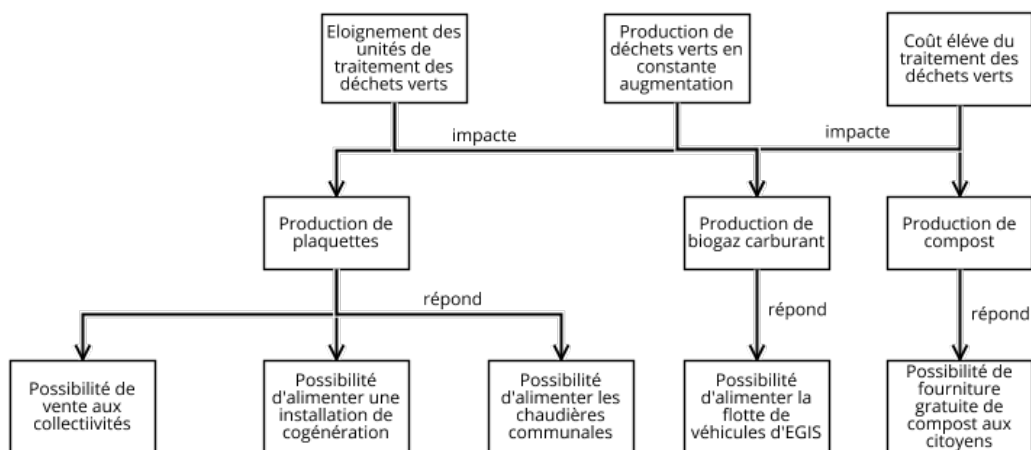 Eloignement des
unités de
traitement des
déchets verts
Production de
déchets verts en
constante
augmentation
Coût éléve du
traitement des
déchets verts
impacte
impacte
Production de
plaquettes
Production de
biogaz carburant
Production de
compost
répond
répond
répond
Possibilité de
vente aux
collectiivités
Possibilité
d'alimenter une
installation de
cogénération
Possibilité
d'alimenter les
chaudières
communales
Possibilité
d'alimenter la
flotte de
véhicules d'EGIS
Possibilité de
fourniture
gratuite de
compost aux
citoyens